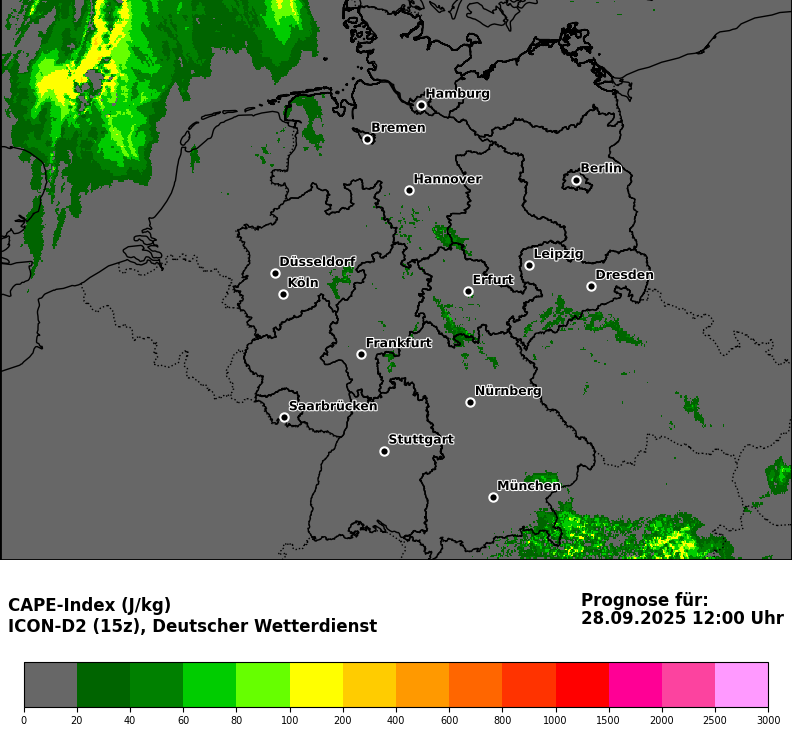 Hamburg
Bremen
Berlin
Hannover
Leipzig
Düsseldorf
Dresden
Köln
Erfurt
Frankfurt
Nürnberg
Saarbrücken
Stuttgart
München
CAPE-Index (J/kg)
ICON-D2 (15z), Deutscher Wetterdienst
Prognose für:
28.09.2025 12:00 Uhr
0 20 40 60 80 100 200 400 600 800 1000 1500 2000 2500 3000